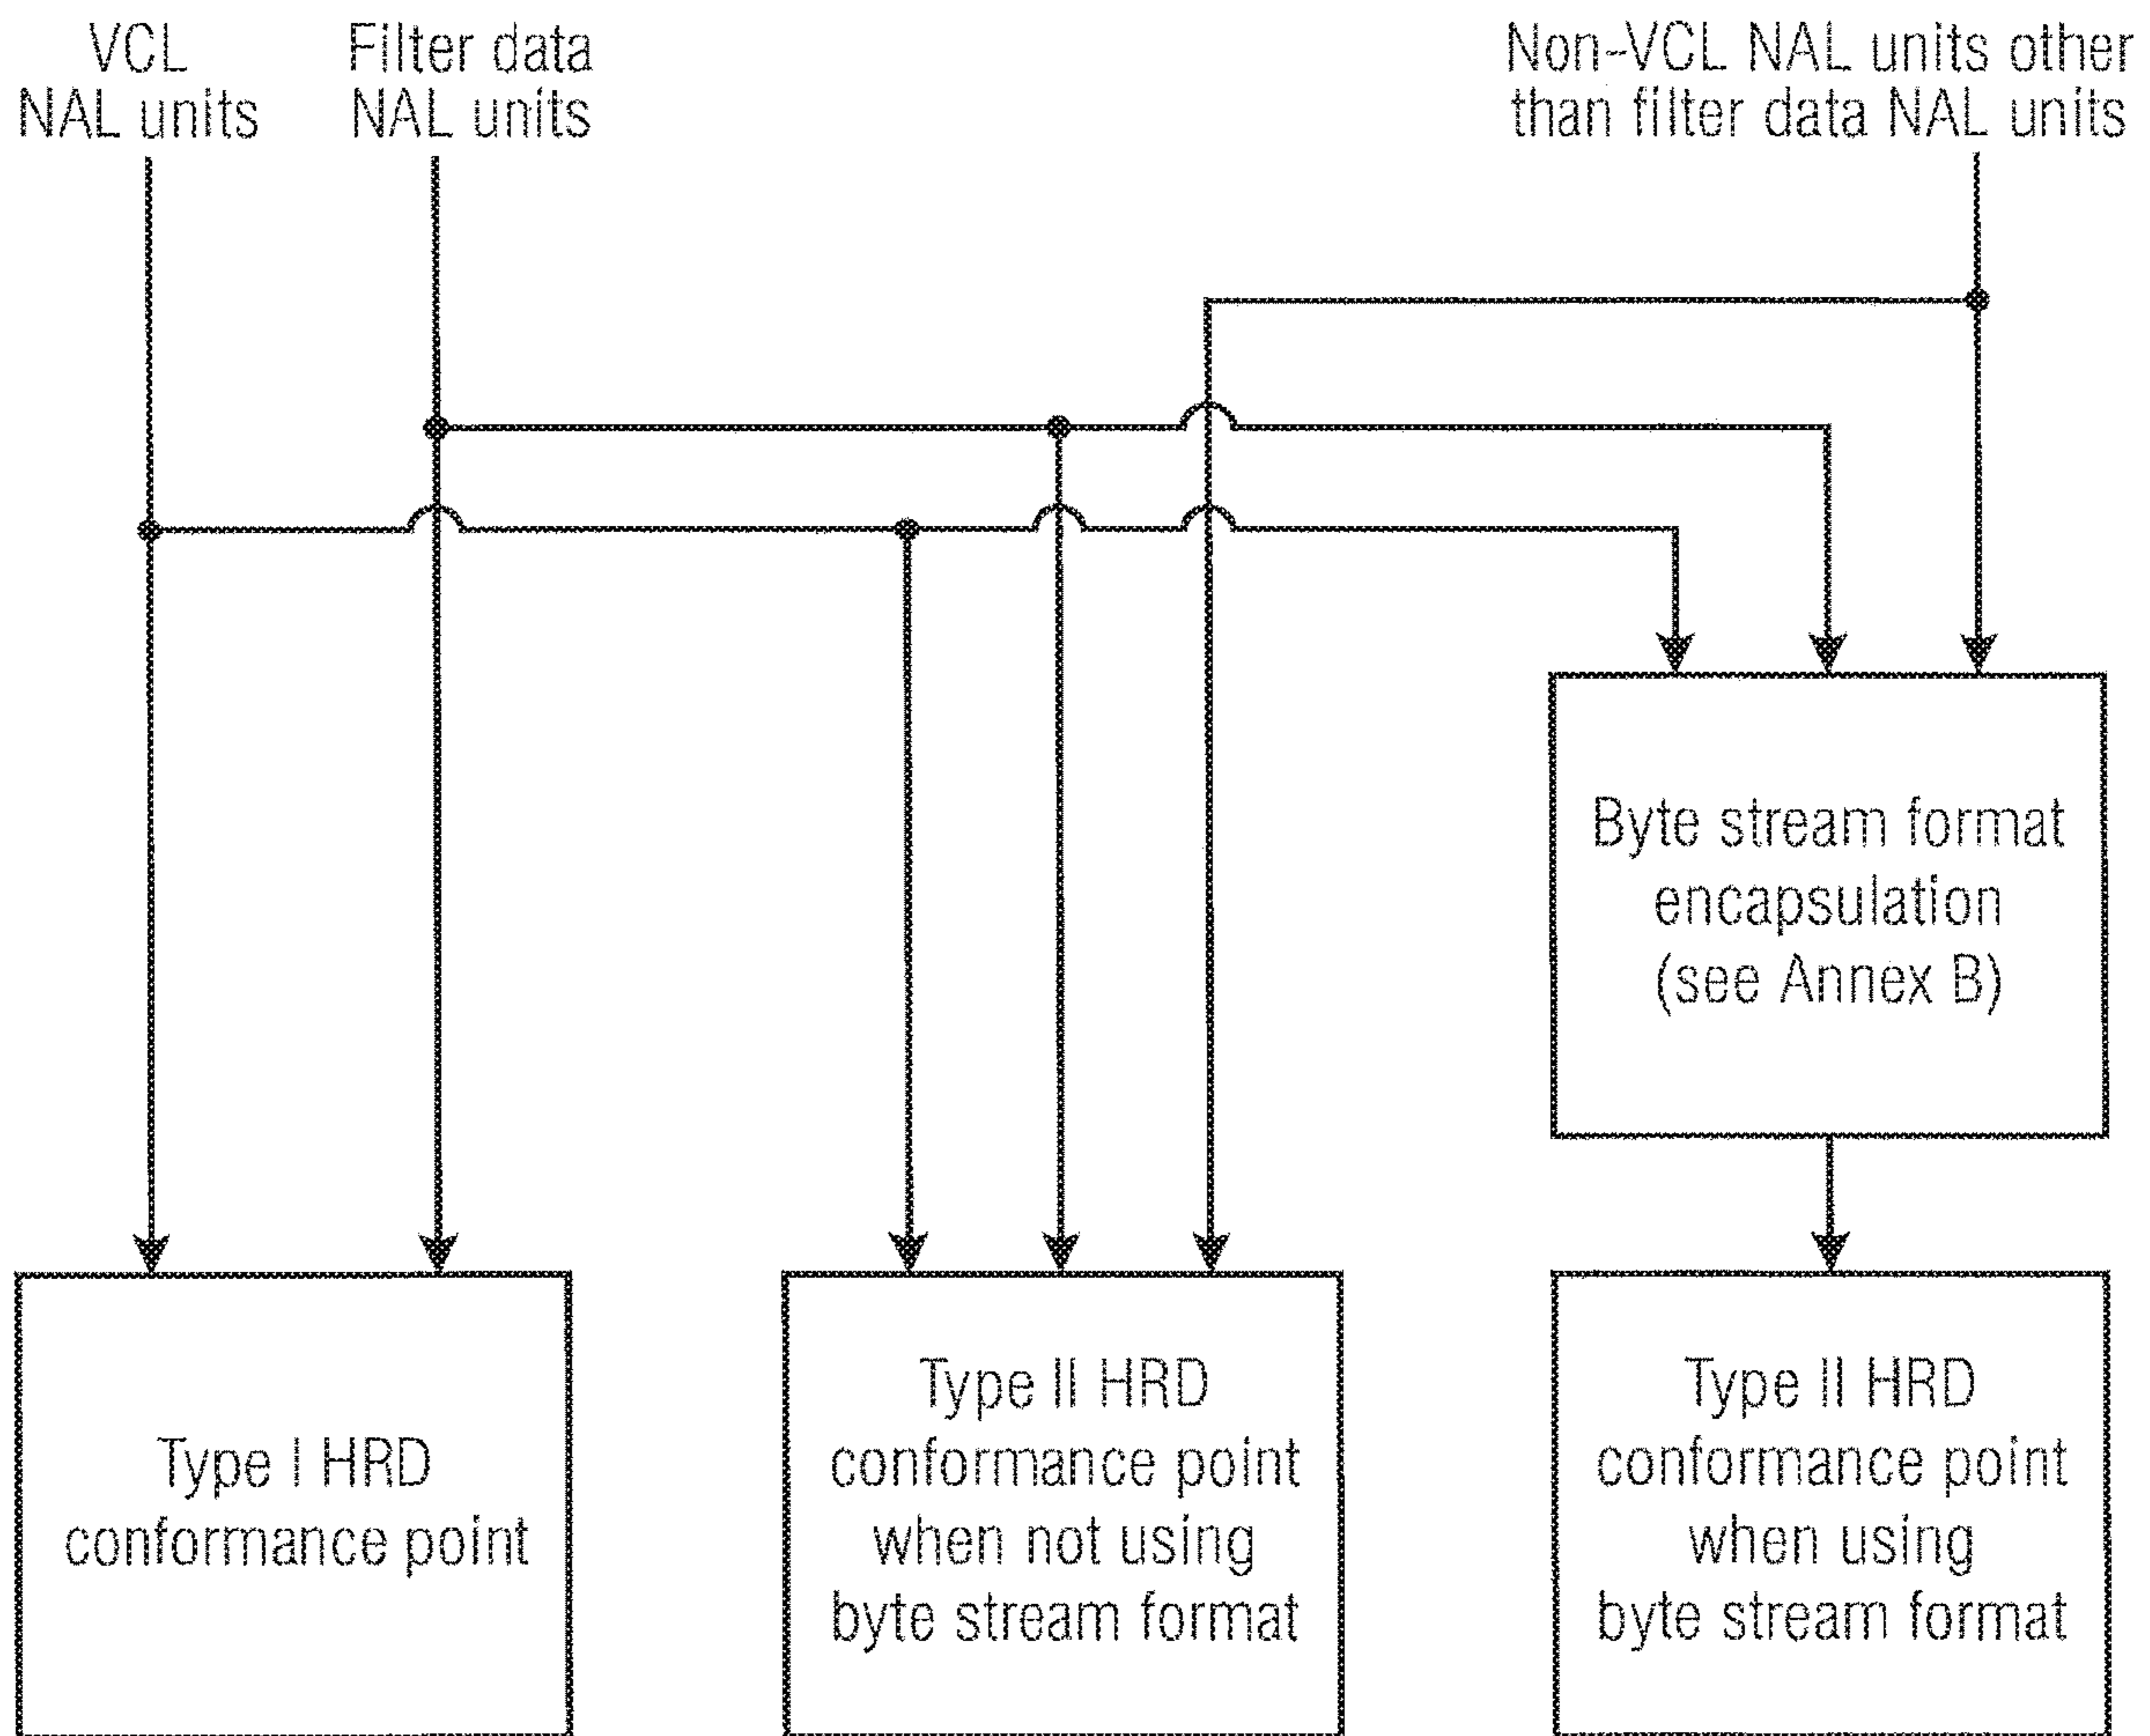 VCL
NAL units
Filter data
NAL units
Non-VCL NAL units other
than filter data NAL units
Byte stream format
encapsulation
(see Annex B)
Type I HRD
conformance point
Type II HRD
conformance point
when not using
byte stream format
Type II HRD
conformance point
when using
byte stream format